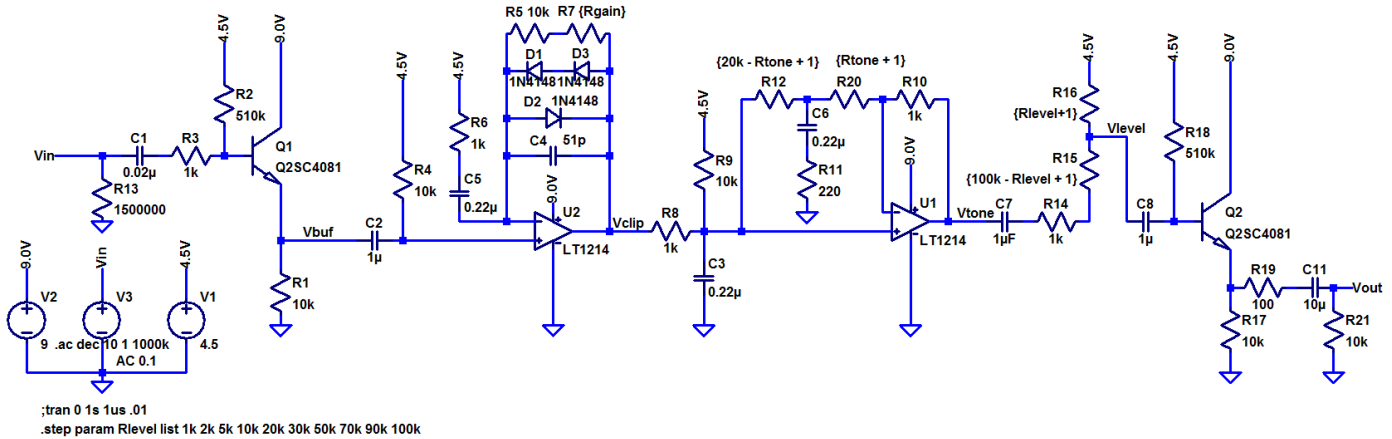 R5 10k R7 {Rgain}
4.5V
9.0V
4.5V
4.5V
D1 D3
1N4148 1N4148
D2 1N4148
C4 51p
{20k - Rtone + 1} {Rtone + 1}
R12 R20 R10
1k
4.5V
4.5V
9.0V
R2
510k
R16
{Rlevel+1}
Vlevel
C1
0.02µ
R3
1k
Q1
Q2SC4081
Vin
R13
1500000
R6
1k
R4
10k
C5
0.22µ
4.5V
R9
10k
C6
0.22µ
R11
220
9.0V
R15
{100k - Rlevel + 1}
R18
510k
9.0V
U2
LT1214
Vclip
R8
1k
C3
0.22µ
U1
LT1214
Vtone
C7
1µF
R14
1k
C8
1µ
Q2
Q2SC4081
Vbuf
C2
1µ
R1
10k
R19
100
C11
10µ
Vout
R17
10k
R21
10k
9.0V
Vin
4.5V
V2
9
V3
AC 0.1
V1
4.5
.ac dec 10 1 1000k
;tran 0 1s 1us .01
.step param Rlevel list 1k 2k 5k 10k 20k 30k 50k 70k 90k 100k